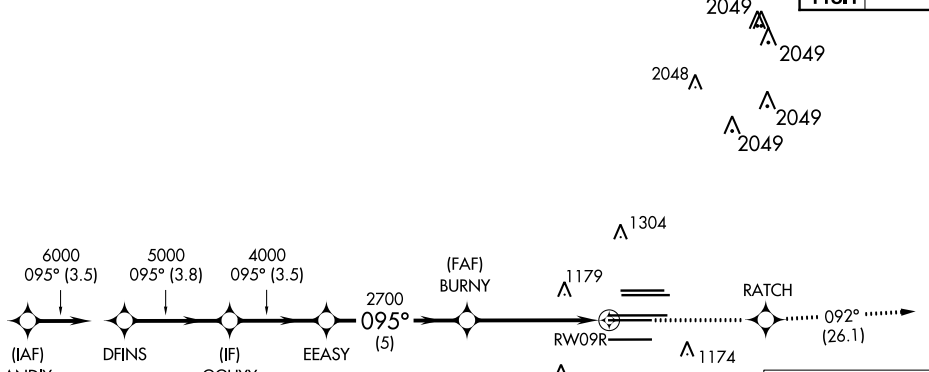 2049
2049
2048
2049
2049
1304
6000
095° (3.5)
5000
095° (3.8)
4000
095° (3.5)
(FAF)
BURNY
1179
2700
095°
(5)
RATCH
092°
(26.1)
RW09R
1174
(IAF)
DFINS
(IF)
EEASY